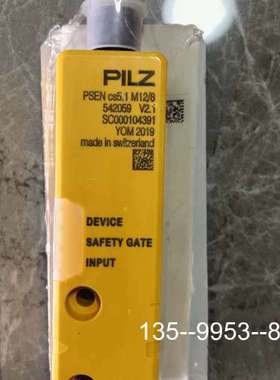 PILZ
PSEN cs5.1 M12/8
542059 V2.1
SC000104391
YOM 2019
made in switzerland
DEVICE
SAFETY GATE
INPUT
135--9953--8